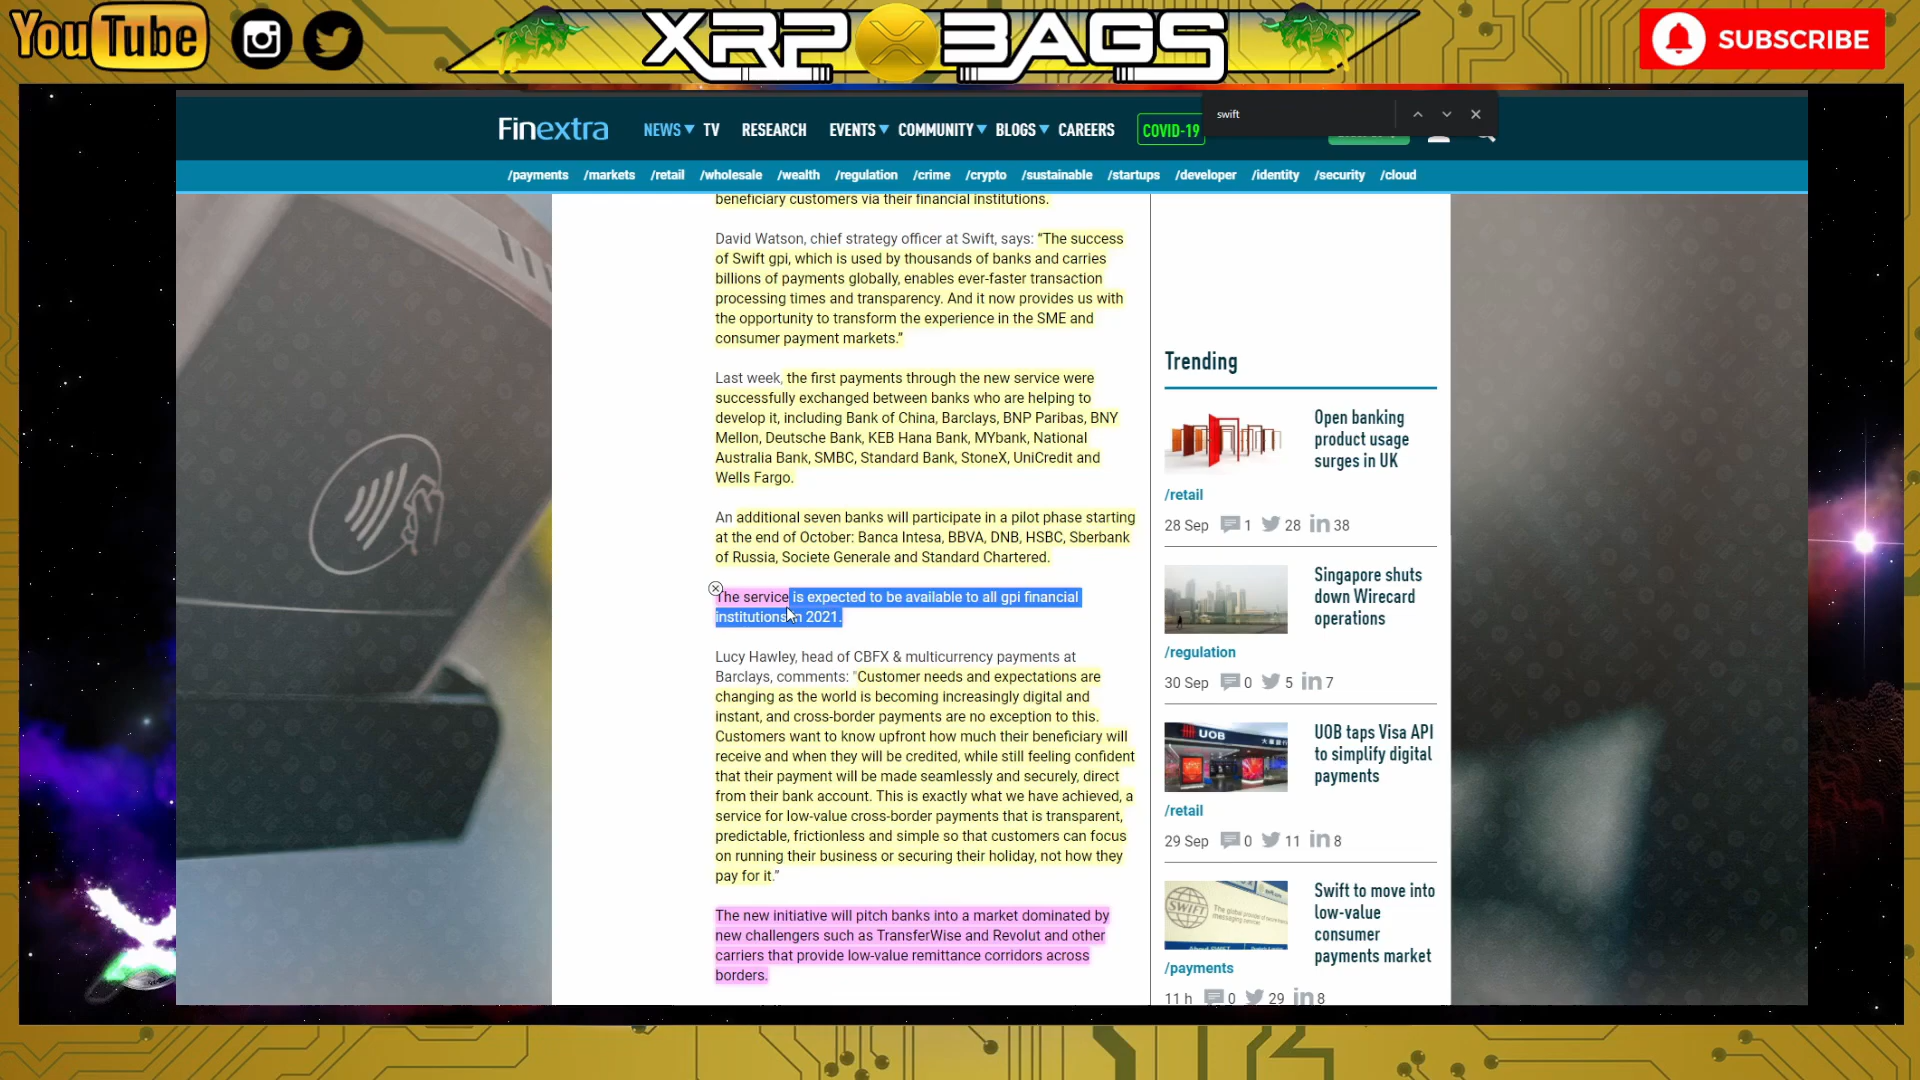 YouTube
XRP BAGS
SUBSCRIBE
swift
Finextra
NEWS TV RESEARCH EVENTS COMMUNITY BLOGS CAREERS COVID-19
/payments /markets /retail /wholesale /wealth /regulation /crime /crypto /sustainable /startups /developer /identity /security /cloud
beneficiary customers via their financial institutions.
David Watson, chief strategy officer at Swift, says: “The success
of Swift gpi, which is used by thousands of banks and carries
billions of payments globally, enables ever-faster transaction
processing times and transparency. And it now provides us with
the opportunity to transform the experience in the SME and
consumer payment markets.”
Last week, the first payments through the new service were
successfully exchanged between banks who are helping to
develop it, including Bank of China, Barclays, BNP Paribas, BNY
Mellon, Deutsche Bank, KEB Hana Bank, MYbank, National
Australia Bank, SMBC, Standard Bank, StoneX, UniCredit and
Wells Fargo.
An additional seven banks will participate in a pilot phase starting
at the end of October: Banca Intesa, BBVA, DNB, HSBC, Sberbank
of Russia, Societe Generale and Standard Chartered.
The service is expected to be available to all gpi financial
institutions in 2021.
Lucy Hawley, head of CBFX & multicurrency payments at
Barclays, comments: "Customer needs and expectations are
changing as the world is becoming increasingly digital and
instant, and cross-border payments are no exception to this.
Customers want to know upfront how much their beneficiary will
receive and when they will be credited, while still feeling confident
that their payment will be made seamlessly and securely, direct
from their bank account. This is exactly what we have achieved, a
service for low-value cross-border payments that is transparent,
predictable, frictionless and simple so that customers can focus
on running their business or securing their holiday, not how they
pay for it.”
The new initiative will pitch banks into a market dominated by
new challengers such as TransferWise and Revolut and other
carriers that provide low-value remittance corridors across
borders.
Trending
Open banking
product usage
surges in UK
/retail
28 Sep 1 28 in 38
Singapore shuts
down Wirecard
operations
/regulation
30 Sep 0 5 in 7
UOB
UOB taps Visa API
to simplify digital
payments
/retail
29 Sep 0 11 in 8
SWIFT
Swift to move into
low-value
consumer
payments market
/payments
11 h 0 29 in 8